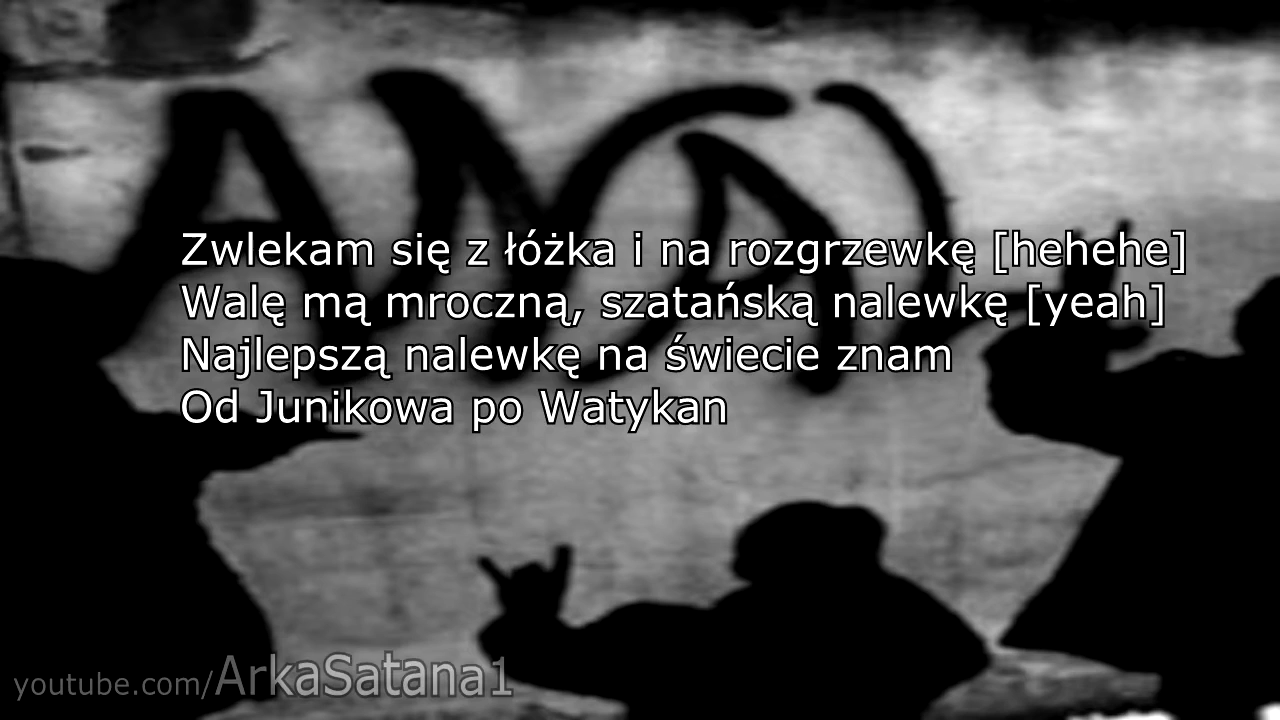 Zwlekam się z łóżka i na rozgrzewkę [hehehe]
Walę mą mroczną, szatańską nalewkę [yeah]
Najlepszą nalewkę na świecie znam
Od Junikowa po Watykan
youtube.com/ArkaSatana1